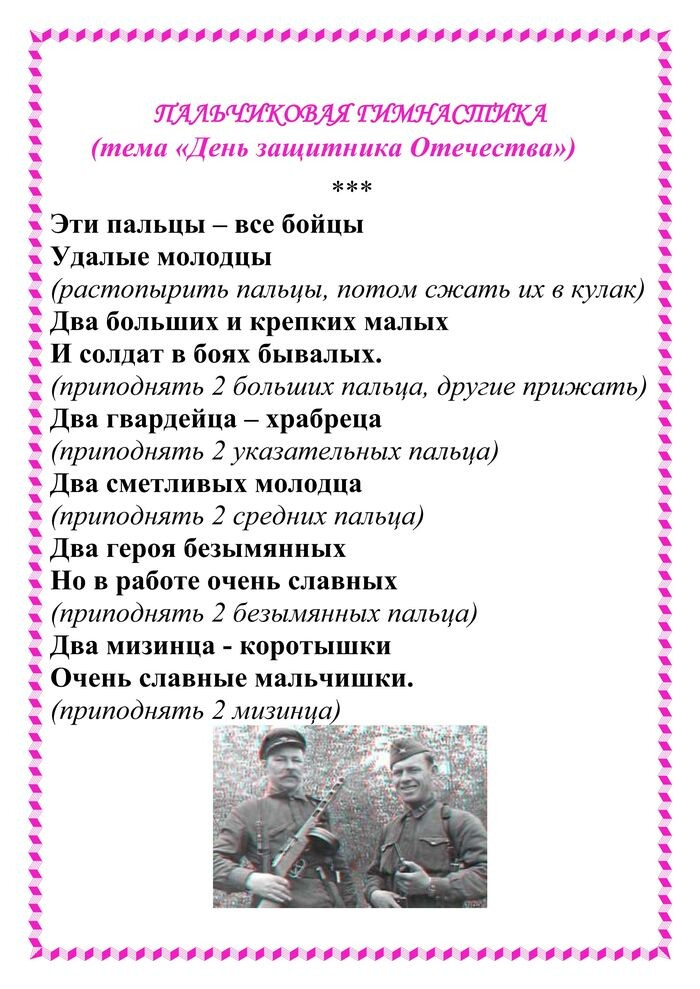 ПАЛЬЧИКОВАЯ ГИМНАСТИКА
(тема «День защитника Отечества»)
***
Эти пальцы – все бойцы
Удалые молодцы
(растопырить пальцы, потом сжать их в кулак)
Два больших и крепких малых
И солдат в боях бывалых.
(приподнять 2 больших пальца, другие прижать)
Два гвардейца – храбреца
(приподнять 2 указательных пальца)
Два сметливых молодца
(приподнять 2 средних пальца)
Два героя безымянных
Но в работе очень славных
(приподнять 2 безымянных пальца)
Два мизинца - коротышки
Очень славные мальчишки.
(приподнять 2 мизинца)